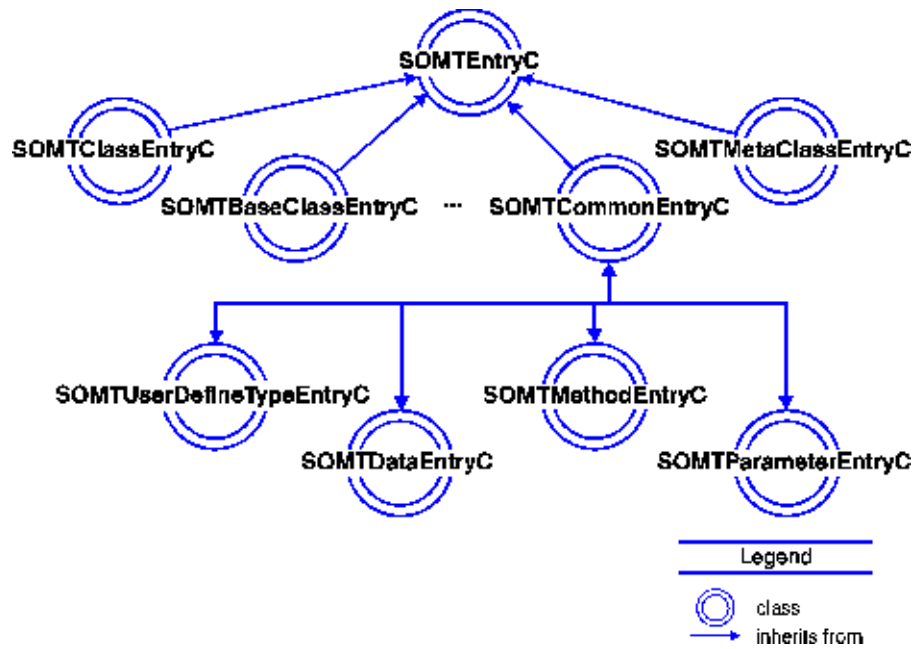 SOMTEntryC
SOMTClassEntryC
SOMTMetaClassEntryC
SOMTBaseClassEntryC
...
SOMTCommonEntryC
SOMTUserDefineTypeEntryC
SOMTMethodEntryC
SOMTDataEntryC
SOMTParameterEntryC
Legend
class
inherits from